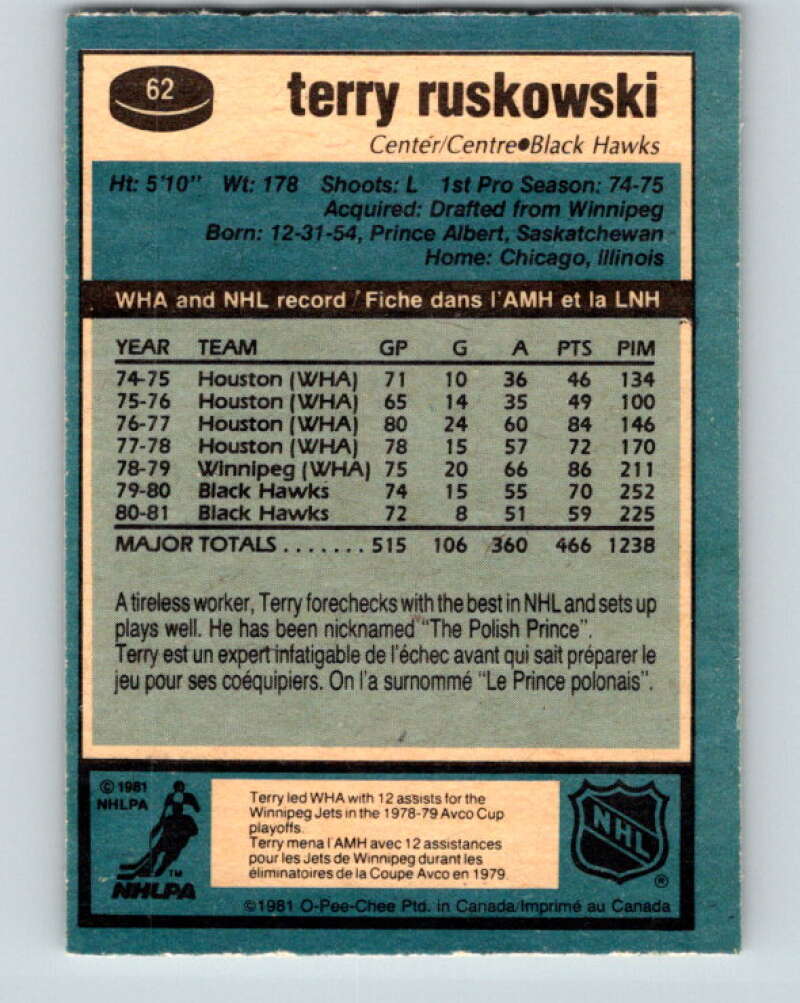 62
terry ruskowski
Center/Centre●Black Hawks
Ht: 5'10" Wt: 178 Shoots: L 1st Pro Season: 74-75
Acquired: Drafted from Winnipeg
Born: 12-31-54, Prince Albert, Saskatchewan
Home: Chicago, Illinois
WHA and NHL record / Fiche dans l'AMH et la LNH
YEAR TEAM GP G A PTS PIM
74-75 Houston (WHA) 71 10 36 46 134
75-76 Houston (WHA) 65 14 35 49 100
76-77 Houston (WHA) 80 24 60 84 146
77-78 Houston (WHA) 78 15 57 72 170
78-79 Winnipeg (WHA) 75 20 66 86 211
79-80 Black Hawks 74 15 55 70 252
80-81 Black Hawks 72 8 51 59 225
MAJOR TOTALS ....... 515 106 360 466 1238
A tireless worker, Terry forechecks with the best in NHL and sets up
plays well. He has been nicknamed "The Polish Prince".
Terry est un expert infatigable de l'échec avant qui sait préparer le
jeu pour ses coéquipiers. On l'a surnommé "Le Prince polonais".
© 1981
NHLPA
TM
NHLPA
Terry led WHA with 12 assists for the
Winnipeg Jets in the 1978-79 Avco Cup
playoffs.
Terry mena l'AMH avec 12 assistances
pour les Jets de Winnipeg durant les
éliminatoires de la Coupe Avco en 1979.
NHL
®
©1981 O-Pee-Chee Ptd. in Canada/Imprimé au Canada